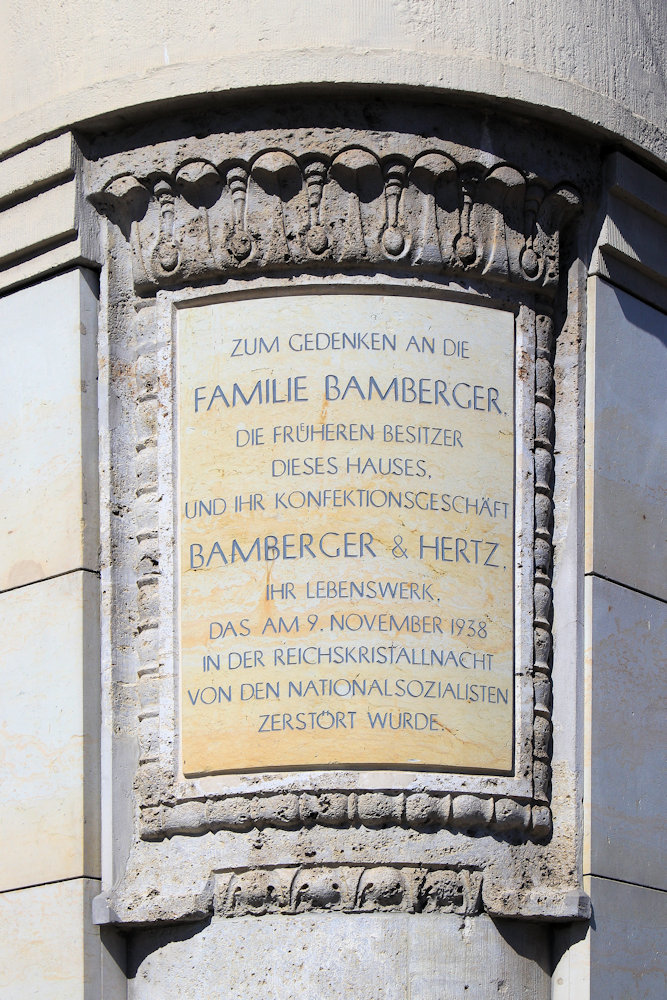 ZUM GEDENKEN AN DIE
FAMILIE BAMBERGER,
DIE FRÜHEREN BESITZER
DIESES HAUSES,
UND IHR KONFEKTIONSGESCHÄFT
BAMBERGER & HERTZ,
IHR LEBENSWERK,
DAS AM 9. NOVEMBER 1938
IN DER REICHSKRISTALLNACHT
VON DEN NATIONALSOZIALISTEN
ZERSTÖRT WURDE.